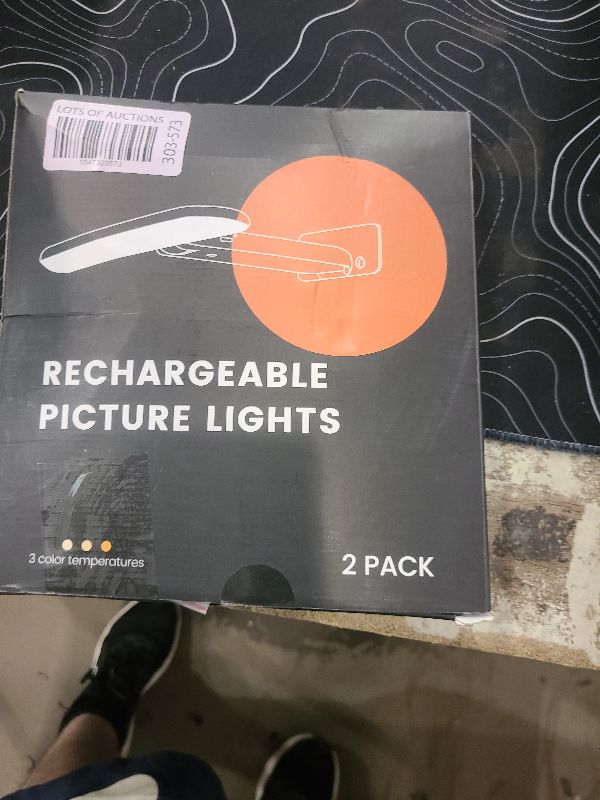 LOTS OF AUCTIONS
303-573
RECHARGEABLE
PICTURE LIGHTS
3 color temperatures
2 PACK